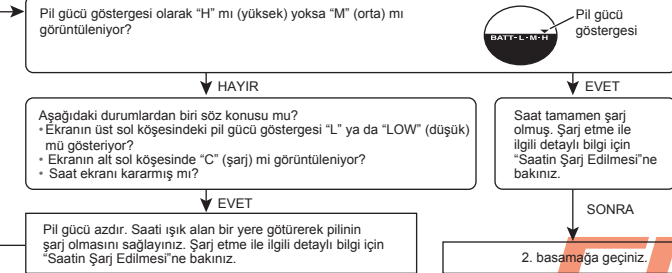 Pil gücü göstergesi olarak “H” mı (yüksek) yoksa “M” (orta) mı
görüntüleniyor?
BATT-L-M-H
Pil gücü
göstergesi
HAYIR
EVET
Aşağıdaki durumlardan biri söz konusu mu?
• Ekranın üst sol köşesindeki pil gücü göstergesi “L” ya da “LOW” (düşük)
mü gösteriyor?
• Ekranın alt sol köşesinde “C” (şarj) mi görüntüleniyor?
• Saat ekranı kararmış mı?
Saat tamamen şarj
olmuş. Şarj etme ile
ilgili detaylı bilgi için
“Saatin Şarj Edilmesi”ne
bakınız.
EVET
SONRA
Pil gücü azdır. Saati ışık alan bir yere götürerek pilinin
şarj olmasını sağlayınız. Şarj etme ile ilgili detaylı bilgi için
“Saatin Şarj Edilmesi”ne bakınız.
2. basamağa geçiniz.